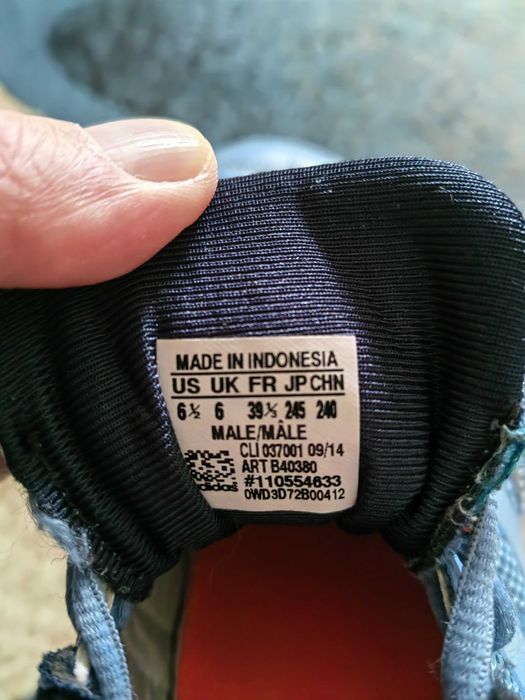 MADE IN INDONESIA
US UK FR JP CHN
6½ 6 39⅓ 245 240
MALE/MÂLE
CLI 037001 09/14
ART B40380
#110554633
adidas 0WD3D72B00412